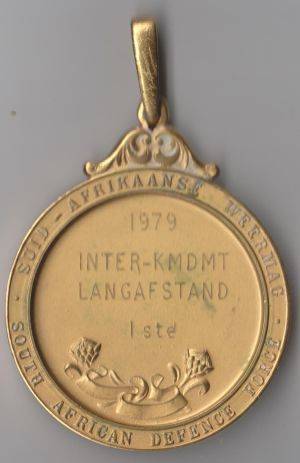 SUID - AFRIKAANSE WEERMAG
1979
INTER-KMDMT
LANGAFSTAND
1ste
· SOUTH AFRICAN DEFENCE FORCE ·